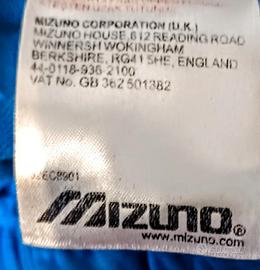 MIZUNO CORPORATION (U.K.)
MIZUNO HOUSE, 612 READING ROAD
WINNERSH WOKINGHAM
BERKSHIRE, RG41 5HE, ENGLAND
44-0118-936-2100
VAT No. GB 362 501382
MIZUNO®
www.mizuno.com